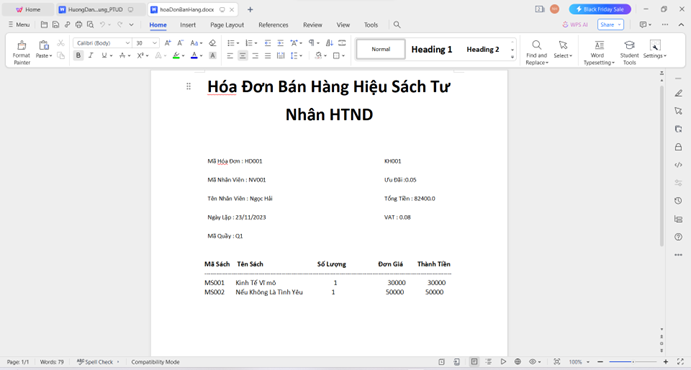 Home
HuongDan..._ung_PTUD
hoaDonBanHang.docx
Black Friday Sale
Menu
Home Insert Page Layout References Review View Tools
WPS AI
Share
Format Painter
Paste
Calibri (Body) 30
Normal
Heading 1
Heading 2
Find and Replace
Select
Word Typesetting
Student Tools
Settings
Hóa Đơn Bán Hàng Hiệu Sách Tư
Nhân HTND
Mã Hóa Đơn : HD001 KH001
Mã Nhân Viên : NV001 Ưu Đãi :0.05
Tên Nhân Viên : Ngọc Hải Tổng Tiền : 82400.0
Ngày Lập : 23/11/2023 VAT : 0.08
Mã Quầy : Q1
Mã Sách Tên Sách Số Lượng Đơn Giá Thành Tiền
MS001 Kinh Tế Vĩ mô 1 30000 30000
MS002 Nếu Không Là Tình Yêu 1 50000 50000
Page: 1/1 Words: 79 Spell Check Compatibility Mode 100%